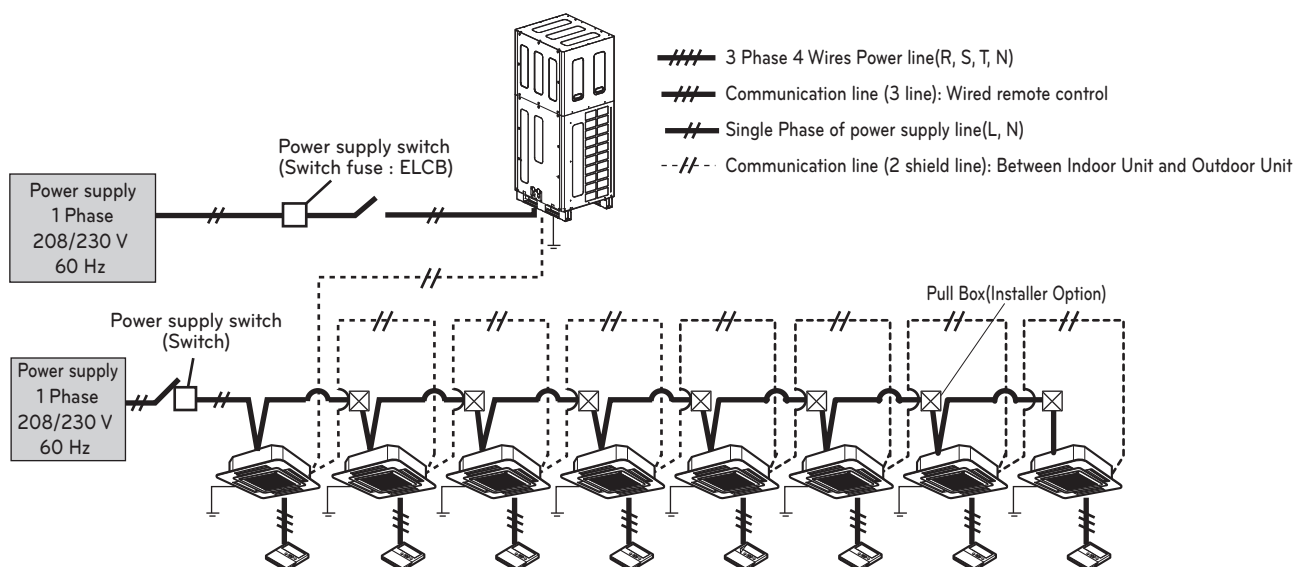 3 Phase 4 Wires Power line(R, S, T, N)
Communication line (3 line): Wired remote control
Single Phase of power supply line(L, N)
Communication line (2 shield line): Between Indoor Unit and Outdoor Unit
Power supply switch
(Switch fuse : ELCB)
Power supply
1 Phase
208/230 V
60 Hz
Pull Box(Installer Option)
Power supply switch
(Switch)
Power supply
1 Phase
208/230 V
60 Hz